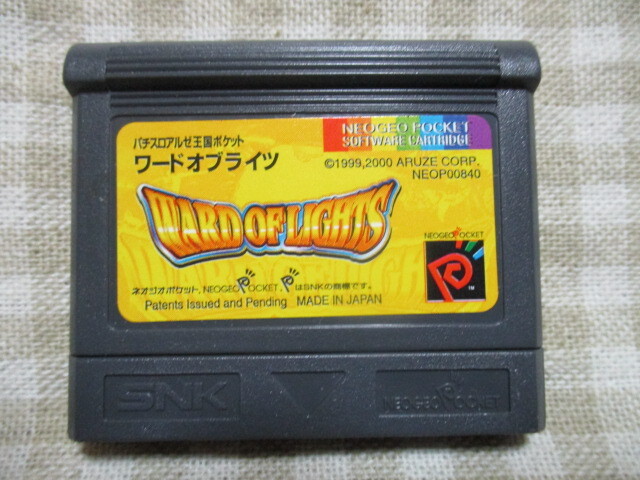 パチスロアルゼ王国ポケット
ワードオブライツ
NEOGEO POCKET
SOFTWARE CARTRIDGE
©1999,2000 ARUZE CORP.
NEOP00840
WARD OF LIGHTS
NEOGEO POCKET
TM
ネオジオポケット、NEOGEO POCKET、PはSNKの商標です。
Patents Issued and Pending MADE IN JAPAN
SNK
NEOGEO POCKET